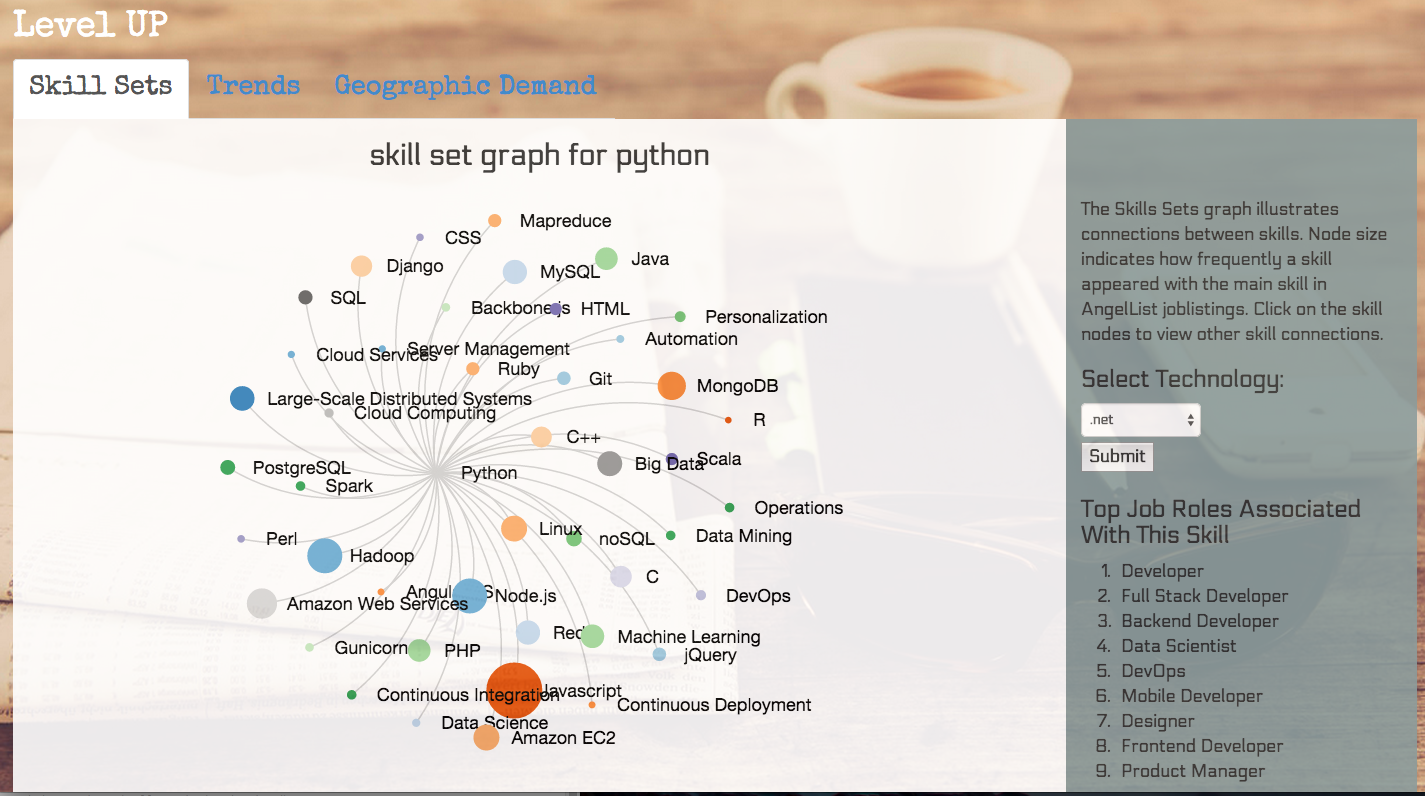 Level UP
Skill Sets
Trends
Geographic Demand
skill set graph for python
Mapreduce
CSS
Java
Django
MySQL
SQL
Backbone.js
HTML
Personalization
Automation
Server Management
Cloud Services
Ruby
Git
MongoDB
Large-Scale Distributed Systems
Cloud Computing
R
C++
Scala
Big Data
PostgreSQL
Python
Spark
Operations
Linux
Data Mining
noSQL
Perl
Hadoop
C
Node.js
DevOps
Amazon Web Services
Machine Learning
Gunicorn
PHP
jQuery
Javascript
Continuous Integration
Continuous Deployment
Data Science
Amazon EC2
The Skills Sets graph illustrates
connections between skills. Node size
indicates how frequently a skill
appeared with the main skill in
AngelList joblistings. Click on the skill
nodes to view other skill connections.
Select Technology:
.net
Submit
Top Job Roles Associated
With This Skill
1. Developer
2. Full Stack Developer
3. Backend Developer
4. Data Scientist
5. DevOps
6. Mobile Developer
7. Designer
8. Frontend Developer
9. Product Manager